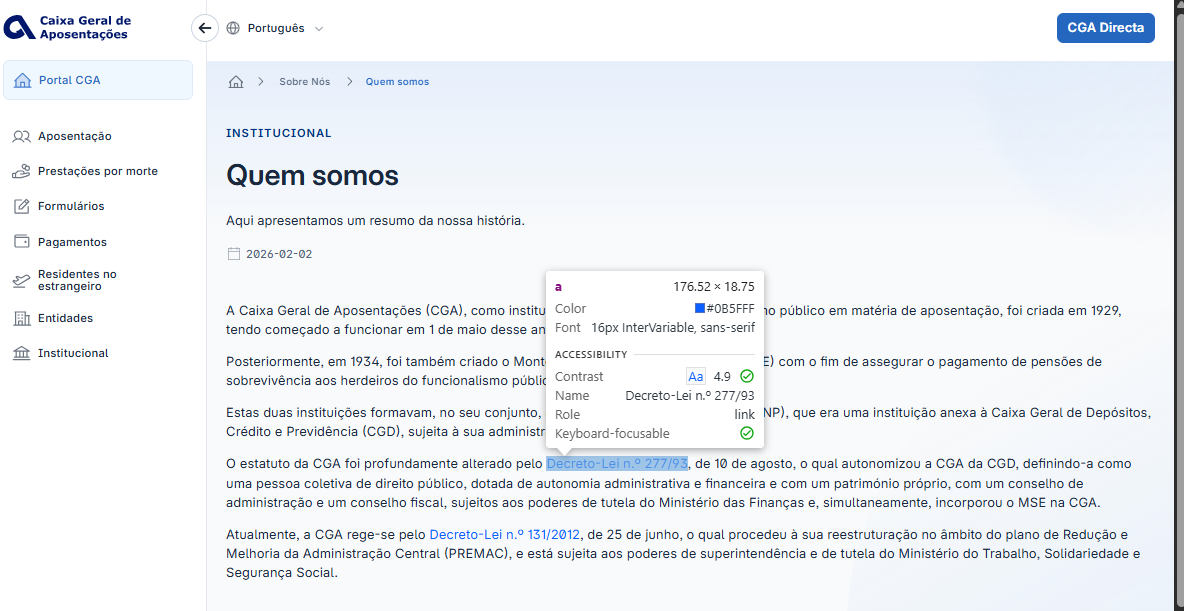 Caixa Geral de
Aposentações
Português
CGA Directa
Portal CGA
Aposentação
Prestações por morte
Formulários
Pagamentos
Residentes no
estrangeiro
Entidades
Institucional
Sobre Nós
Quem somos
INSTITUCIONAL
Quem somos
Aqui apresentamos um resumo da nossa história.
2026-02-02
A Caixa Geral de Aposentações (CGA), como institu
o público em matéria de aposentação, foi criada em 1929,
tendo começado a funcionar em 1 de maio desse an
Posteriormente, em 1934, foi também criado o Mont
E) com o fim de assegurar o pagamento de pensões de
sobrevivência aos herdeiros do funcionalismo públic
Estas duas instituições formavam, no seu conjunto,
NP), que era uma instituição anexa à Caixa Geral de Depósitos,
Crédito e Previdência (CGD), sujeita à sua administr
a 176.52 × 18.75
Color #0B5FFF
Font 16px InterVariable, sans-serif
ACCESSIBILITY
Contrast Aa 4.9
Name Decreto-Lei n.º 277/93
Role link
Keyboard-focusable
O estatuto da CGA foi profundamente alterado pelo Decreto-Lei n.º 277/93, de 10 de agosto, o qual autonomizou a CGA da CGD, definindo-a como
uma pessoa coletiva de direito público, dotada de autonomia administrativa e financeira e com um património próprio, com um conselho de
administração e um conselho fiscal, sujeitos aos poderes de tutela do Ministério das Finanças e, simultaneamente, incorporou o MSE na CGA.
Atualmente, a CGA rege-se pelo Decreto-Lei n.º 131/2012, de 25 de junho, o qual procedeu à sua reestruturação no âmbito do plano de Redução e
Melhoria da Administração Central (PREMAC), e está sujeita aos poderes de superintendência e de tutela do Ministério do Trabalho, Solidariedade e
Segurança Social.